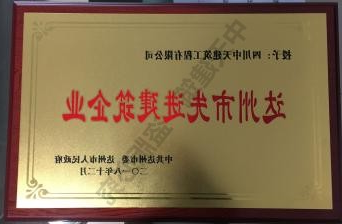 授予：四川中天建筑工程有限公司
达州市先进建筑企业
中共达州市委 达州市人民政府
二〇一八年十二月